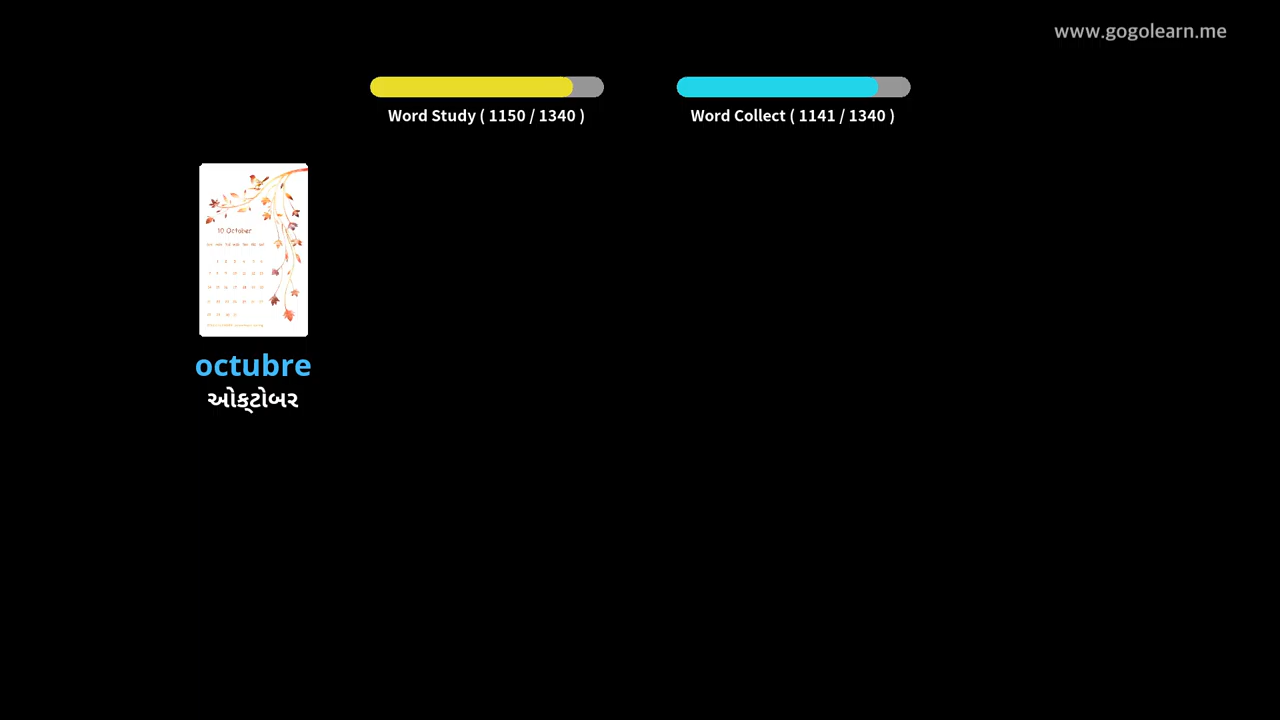 www.gogolearn.me
Word Study ( 1150 / 1340 )
Word Collect ( 1141 / 1340 )
10 October
octubre
ઓક્ટોબર